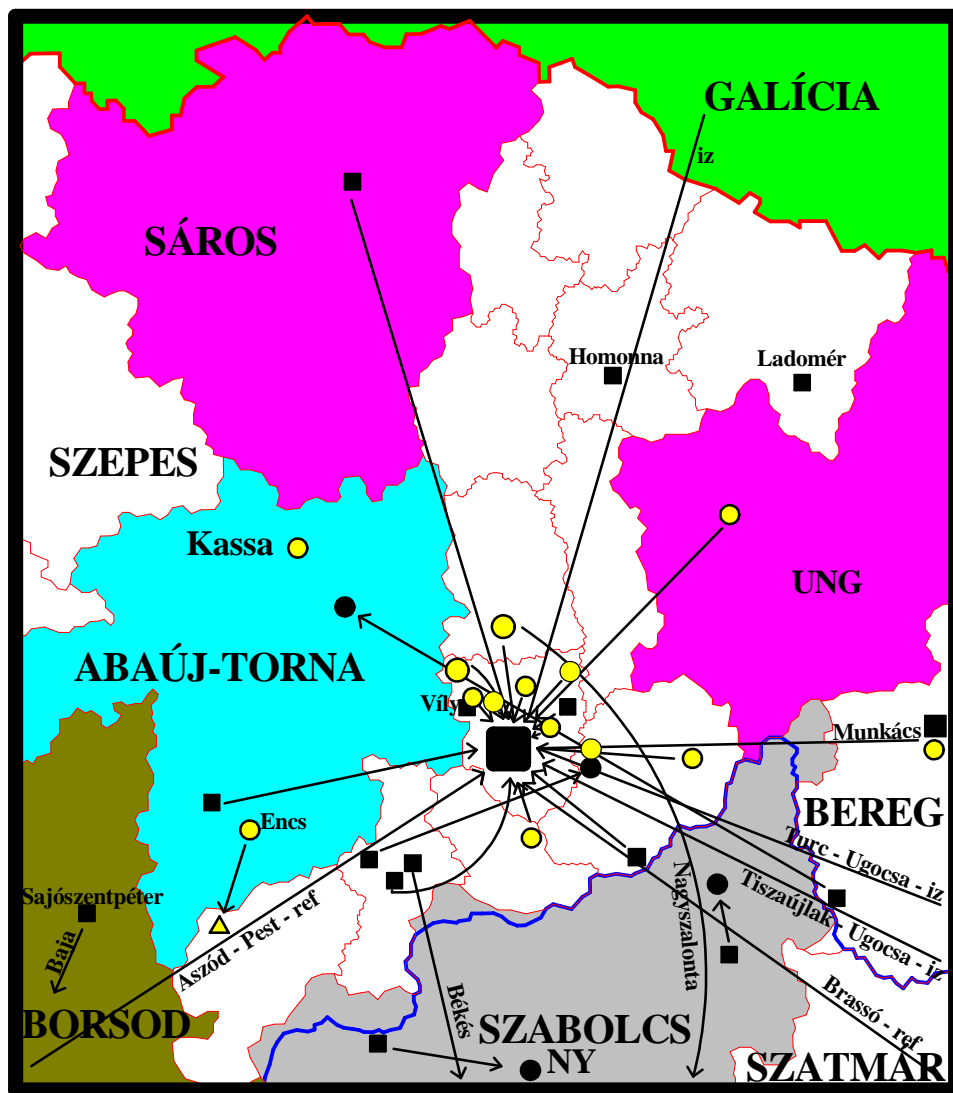 GALÍCIA
iz
SÁROS
Homonna
Ladomér
SZEPES
Kassa
UNG
ABAÚJ-TORNA
Víly
Munkács
BEREG
Encs
Turc - Ugocsa - iz
Sajószentpéter
Tiszaújlak - Ugocsa - iz
Nagyszalonta
Aszód - Pest - ref
Baja
Békés
Brassó - ref
BORSOD
SZABOLCS
NY
SZATMÁR